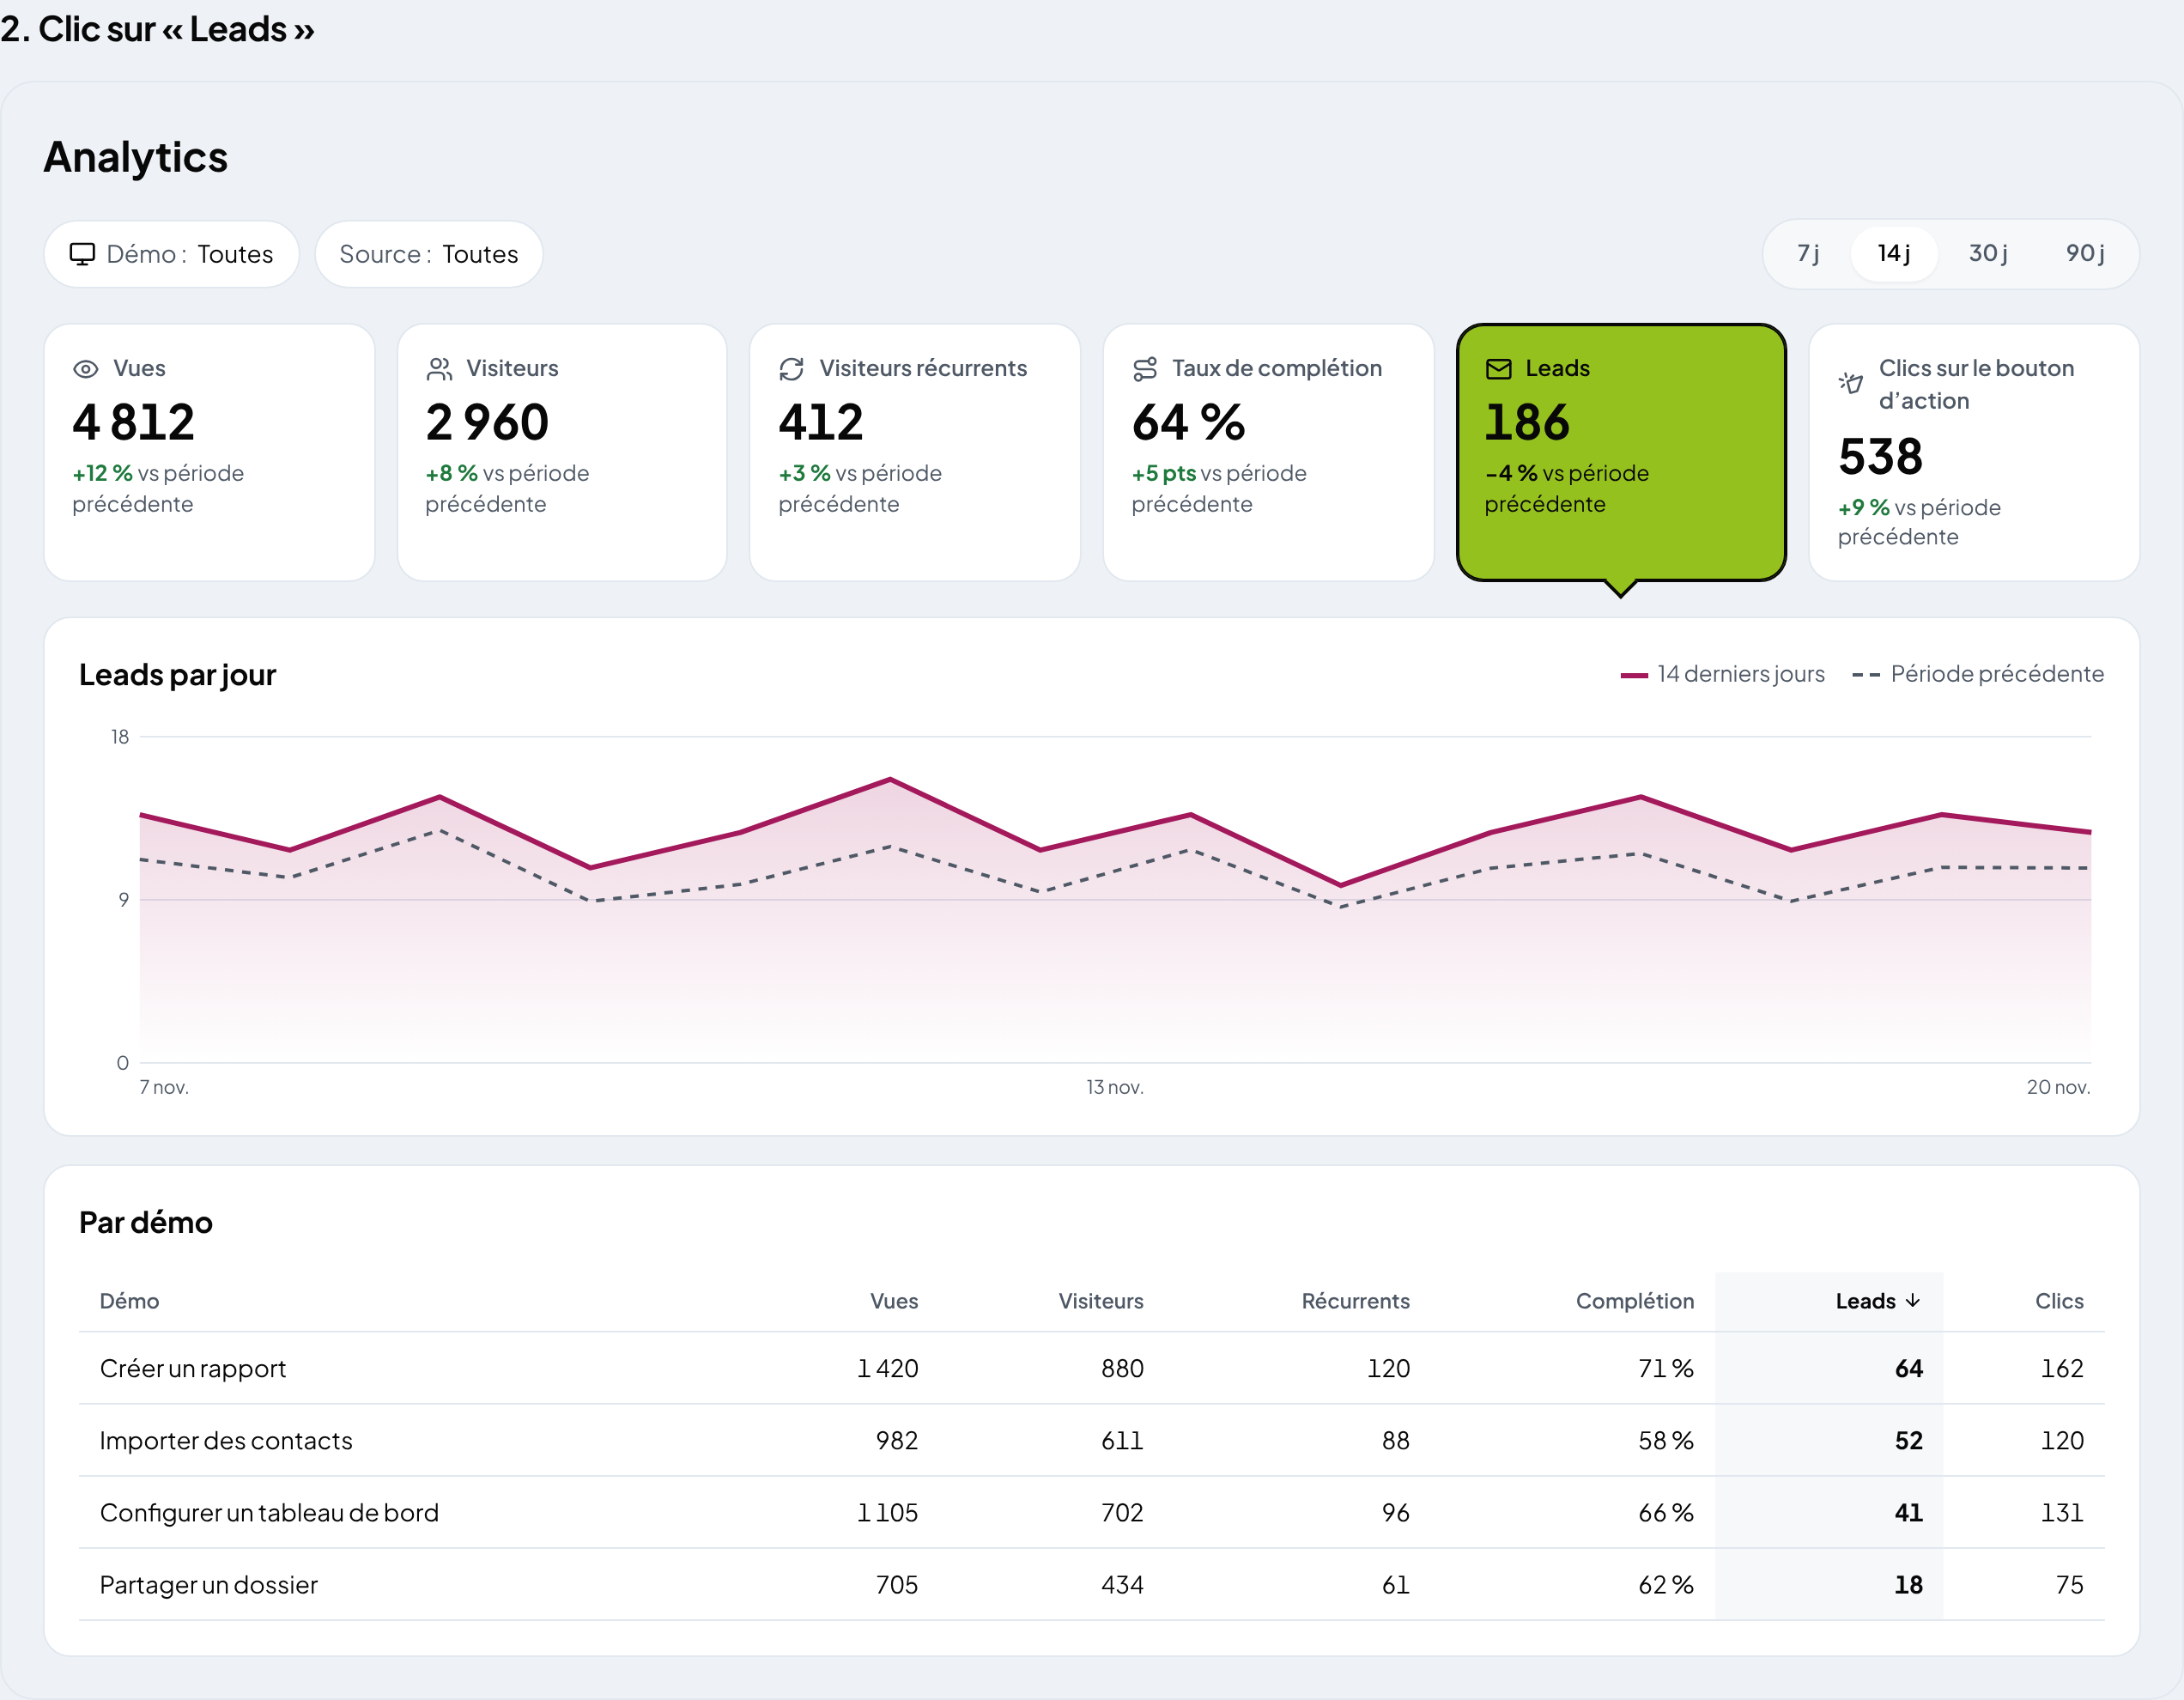 2. Clic sur « Leads »
Analytics
Démo : Toutes
Source : Toutes
7 j
14 j
30 j
90 j
Vues
4 812
+12 % vs période
précédente
Visiteurs
2 960
+8 % vs période
précédente
Visiteurs récurrents
412
+3 % vs période
précédente
Taux de complétion
64 %
+5 pts vs période
précédente
Leads
186
−4 % vs période
précédente
Clics sur le bouton
d’action
538
+9 % vs période
précédente
Leads par jour
14 derniers jours
Période précédente
18
9
0
7 nov.
13 nov.
20 nov.
Par démo
Démo Vues Visiteurs Récurrents Complétion Leads ↓ Clics
Créer un rapport 1 420 880 120 71 % 64 162
Importer des contacts 982 611 88 58 % 52 120
Configurer un tableau de bord 1 105 702 96 66 % 41 131
Partager un dossier 705 434 61 62 % 18 75